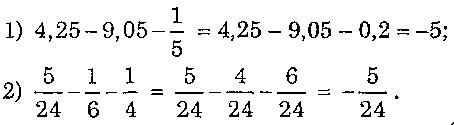 1) 4,25 – 9,05 – 1/5 = 4,25 – 9,05 – 0,2 = –5;
2) 5/24 – 1/6 – 1/4 = 5/24 – 4/24 – 6/24 = – 5/24.